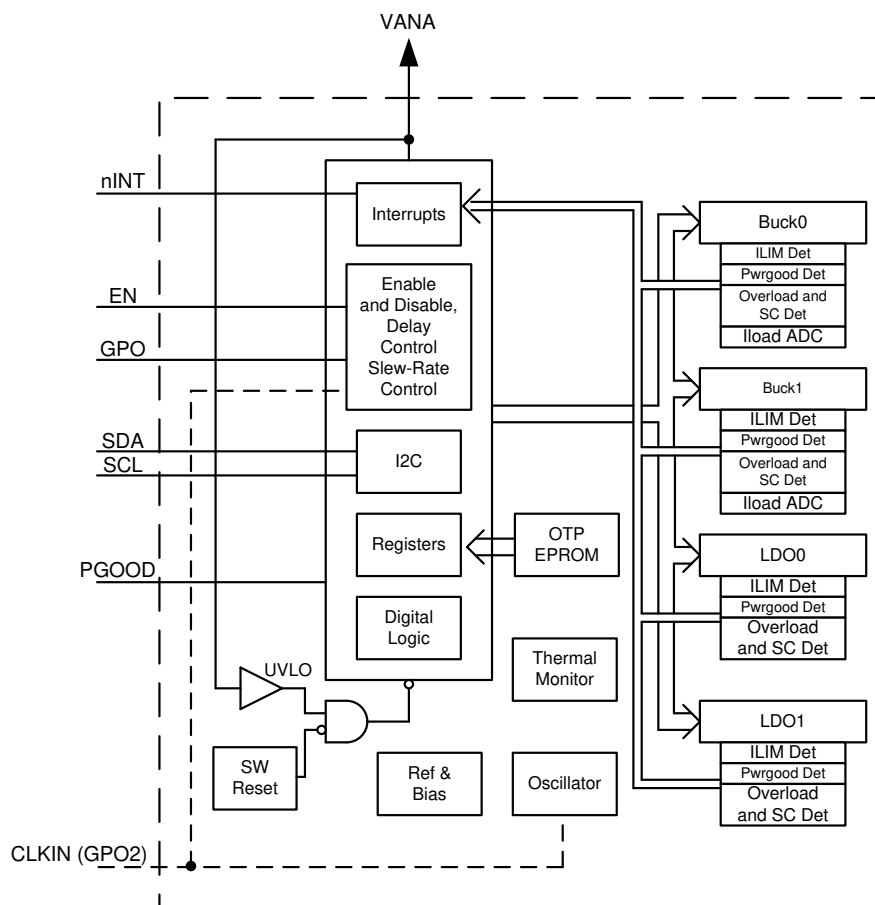 VANA
nINT
Interrupts
EN
GPO
Enable
and Disable,
Delay
Control
Slew-Rate
Control
SDA
SCL
I2C
Registers
OTP
EPROM
PGOOD
Digital
Logic
Thermal
Monitor
UVLO
SW
Reset
Ref &
Bias
Oscillator
CLKIN (GPO2)
Buck0
ILIM Det
Pwrgood Det
Overload and
SC Det
Iload ADC
Buck1
ILIM Det
Pwrgood Det
Overload and
SC Det
Iload ADC
LDO0
ILIM Det
Pwrgood Det
Overload
and SC Det
LDO1
ILIM Det
Pwrgood Det
Overload
and SC Det